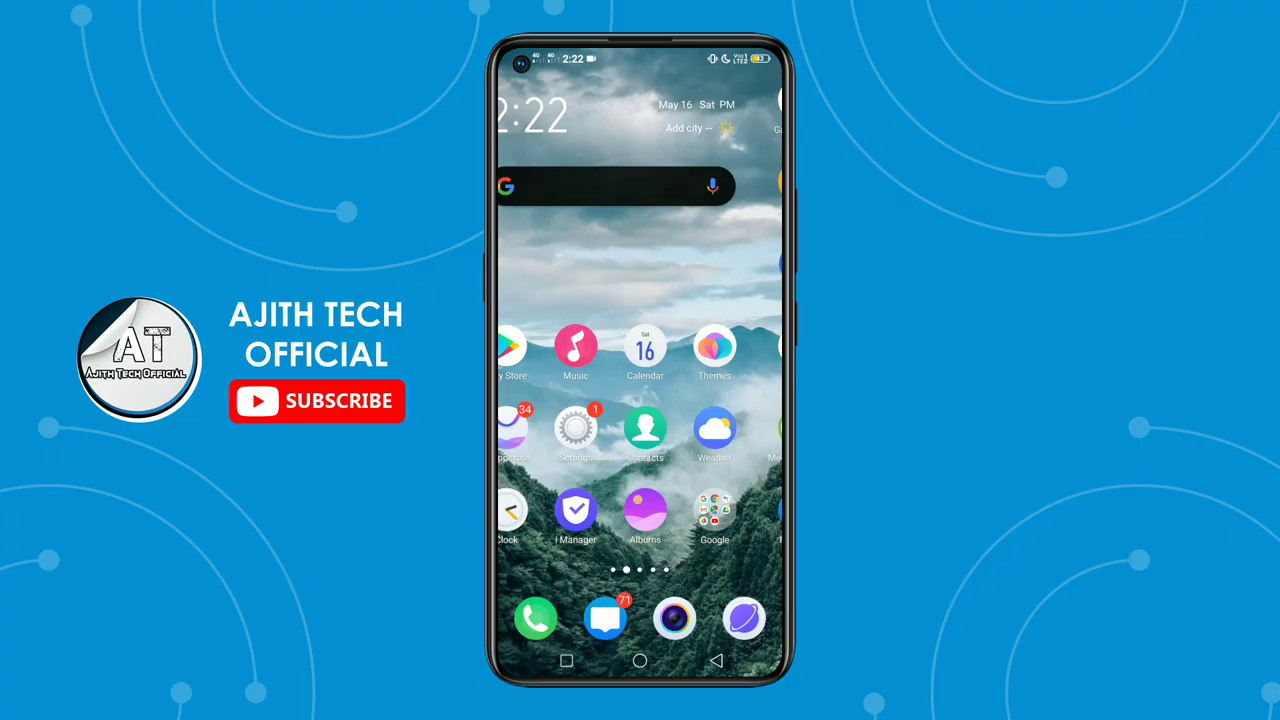 AT
AJITH TECH OFFICIAL
AJITH TECH
OFFICIAL
SUBSCRIBE
2:22
2:22
May 16 Sat PM
Add city --
G
y Store
Music
Sat
16
Calendar
Themes
34
1
ppstore
Settings
Contacts
Weather
Clock
i Manager
Albums
Google
71